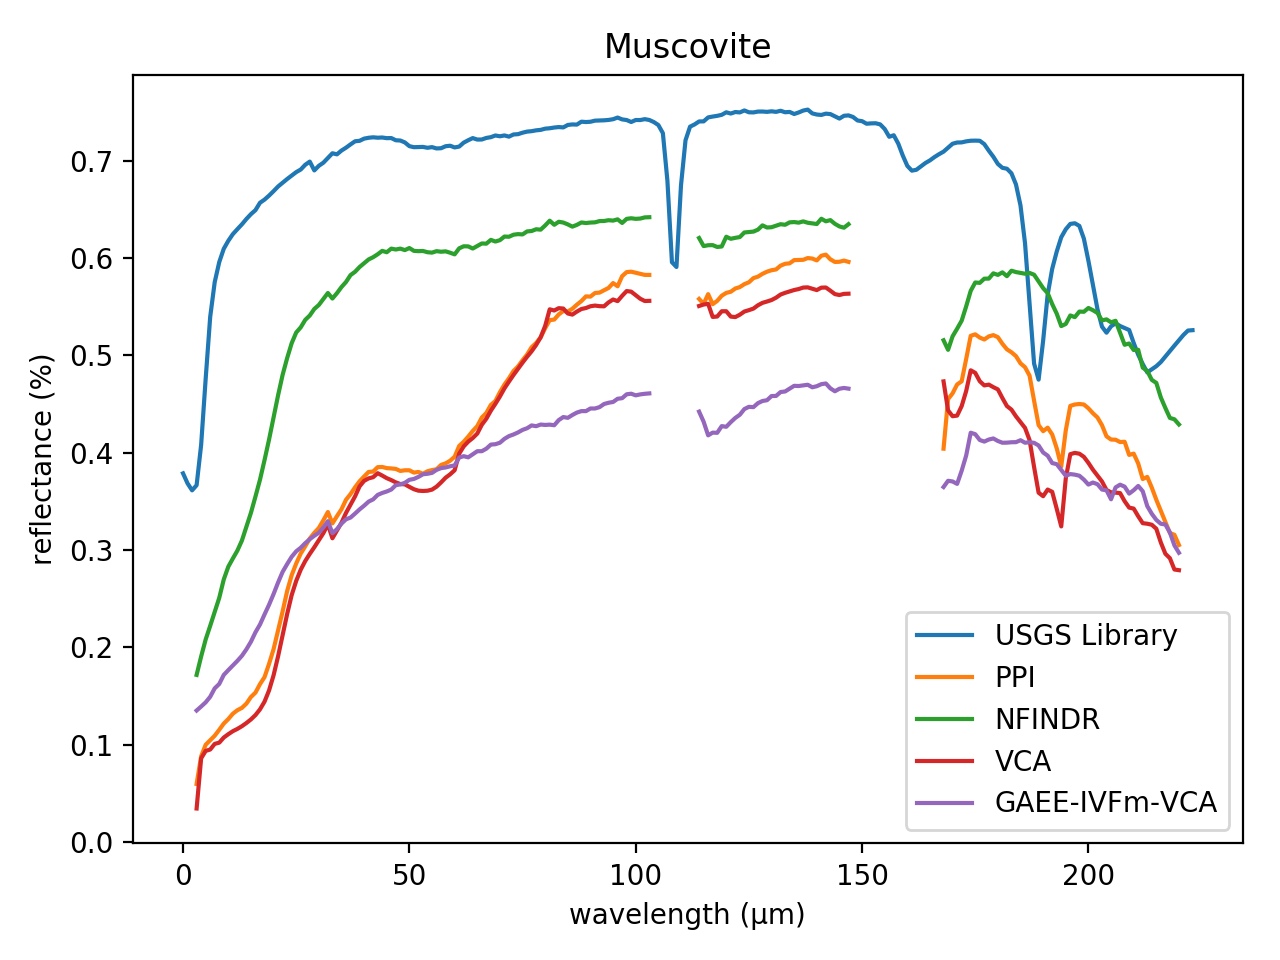 Muscovite
reflectance (%)
0.7
0.6
0.5
0.4
0.3
0.2
0.1
0.0
0 50 100 150 200
wavelength (µm)
USGS Library
PPI
NFINDR
VCA
GAEE-IVFm-VCA